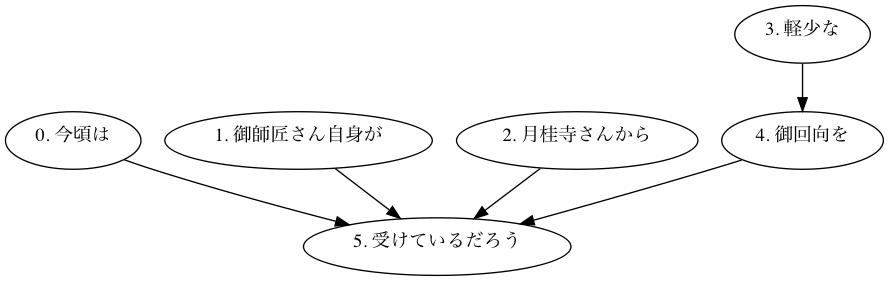 3. 軽少な
0. 今頃は
1. 御師匠さん自身が
2. 月桂寺さんから
4. 御回向を
5. 受けているだろう